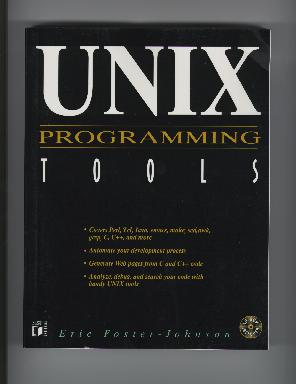 UNIX
PROGRAMMING
TOOLS
• Covers Perl, Tcl, Java, emacs, make, sed, awk,
grep, C, C++, and more
• Automate your development process
• Generate Web pages from C and C++ code
• Analyze, debug, and search your code with
handy UNIX tools
Eric Foster-Johnson